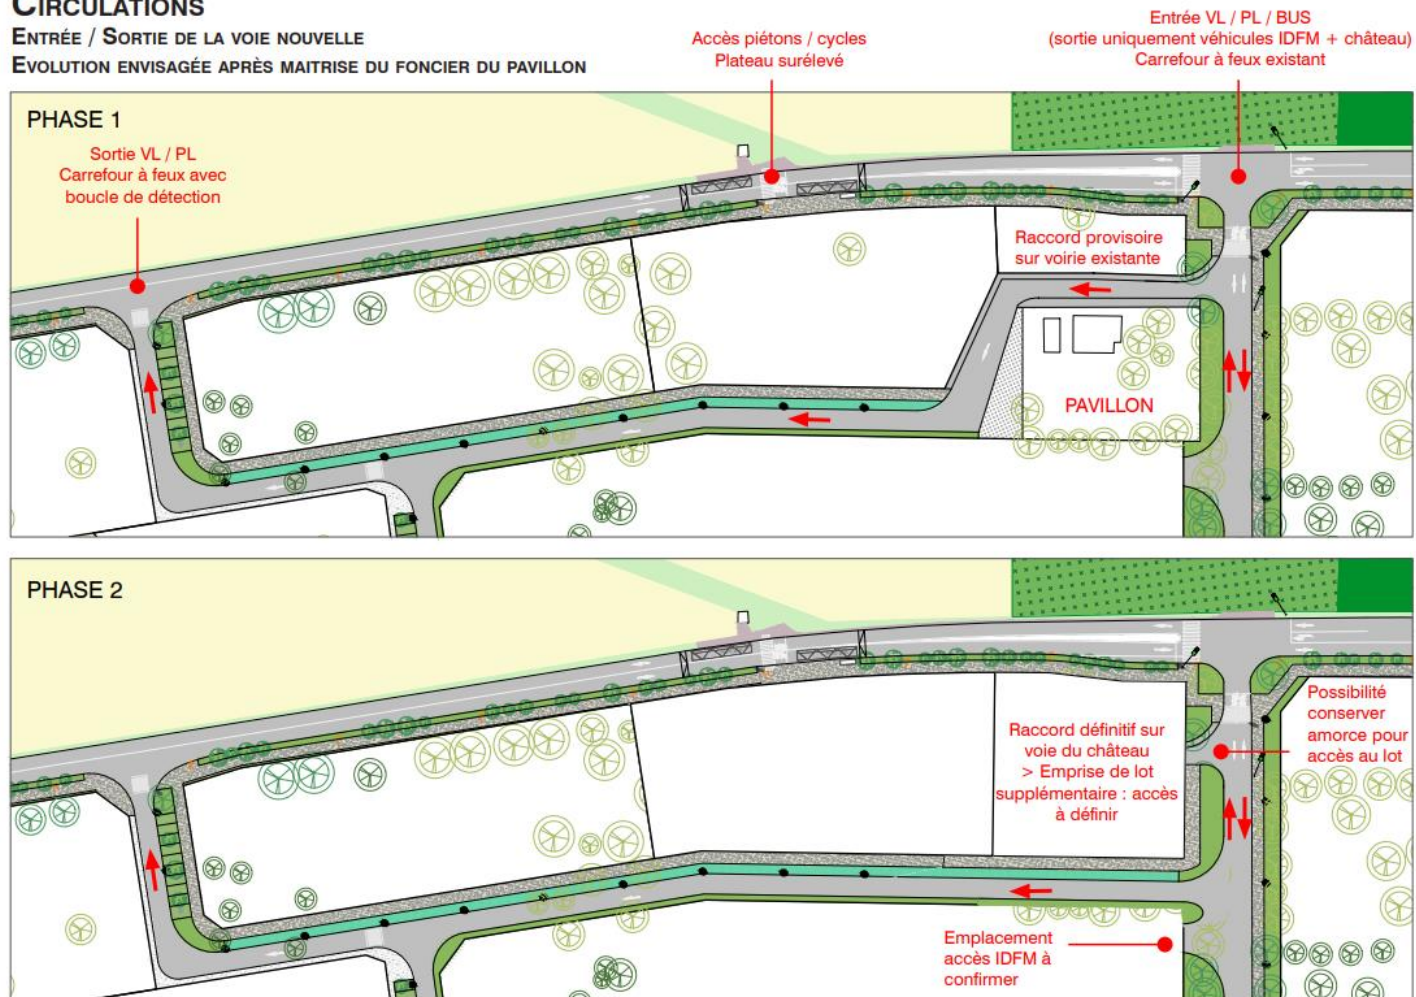 CIRCULATIONS
ENTRÉE / SORTIE DE LA VOIE NOUVELLE
EVOLUTION ENVISAGÉE APRÈS MAITRISE DU FONCIER DU PAVILLON
Accès piétons / cycles
Plateau surélevé
Entrée VL / PL / BUS
(sortie uniquement véhicules IDFM + château)
Carrefour à feux existant
PHASE 1
Sortie VL / PL
Carrefour à feux avec
boucle de détection
Raccord provisoire
sur voirie existante
PAVILLON
PHASE 2
Raccord définitif sur
voie du château
> Emprise de lot
supplémentaire : accès
à définir
Possibilité
conserver
amorce pour
accès au lot
Emplacement
accès IDFM à
confirmer